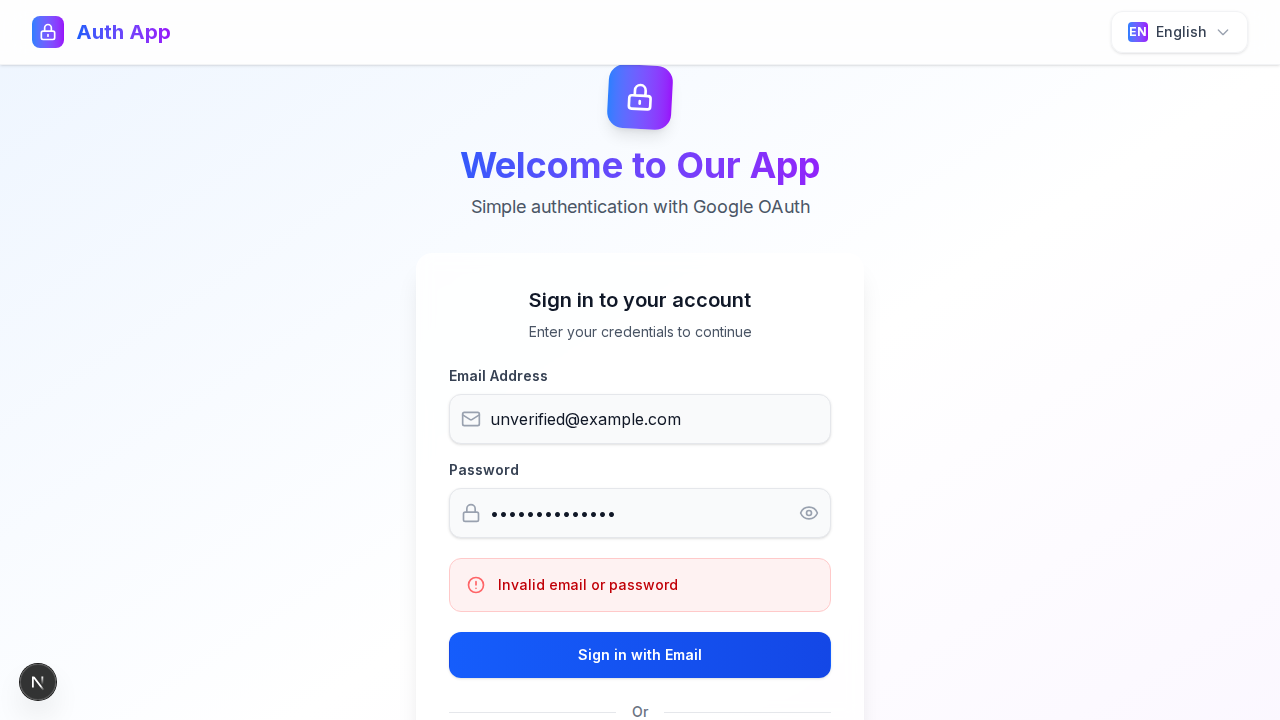 Auth App
EN English
Welcome to Our App
Simple authentication with Google OAuth
Sign in to your account
Enter your credentials to continue
Email Address
unverified@example.com
Password
••••••••••••••
Invalid email or password
Sign in with Email
N
Or